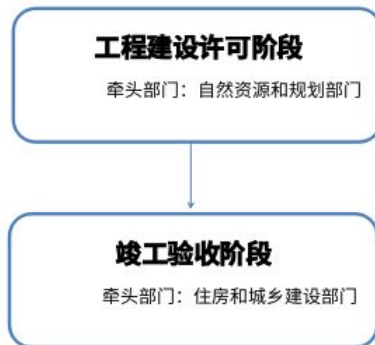 工程建设许可阶段
牵头部门：自然资源和规划部门
竣工验收阶段
牵头部门：住房和城乡建设部门